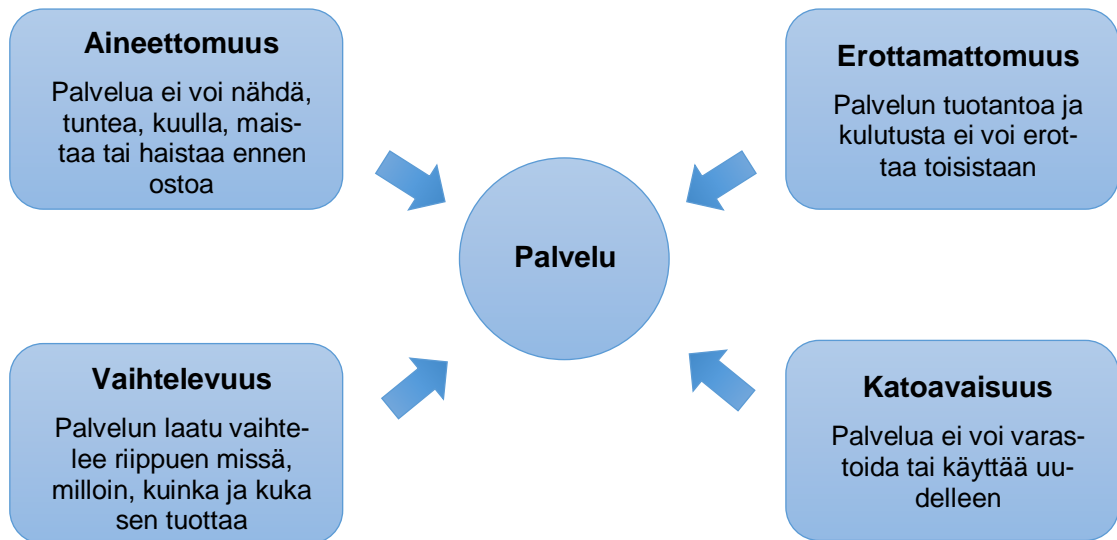 Aineettomuus
Palvelua ei voi nähdä,
tuntea, kuulla, mais-
taa tai haistaa ennen
ostoa
Erottamattomuus
Palvelun tuotantoa ja
kulutusta ei voi erot-
taa toisistaan
Palvelu
Vaihtelevuus
Palvelun laatu vaihte-
lee riippuen missä,
milloin, kuinka ja kuka
sen tuottaa
Katoavaisuus
Palvelua ei voi varas-
toida tai käyttää uu-
delleen